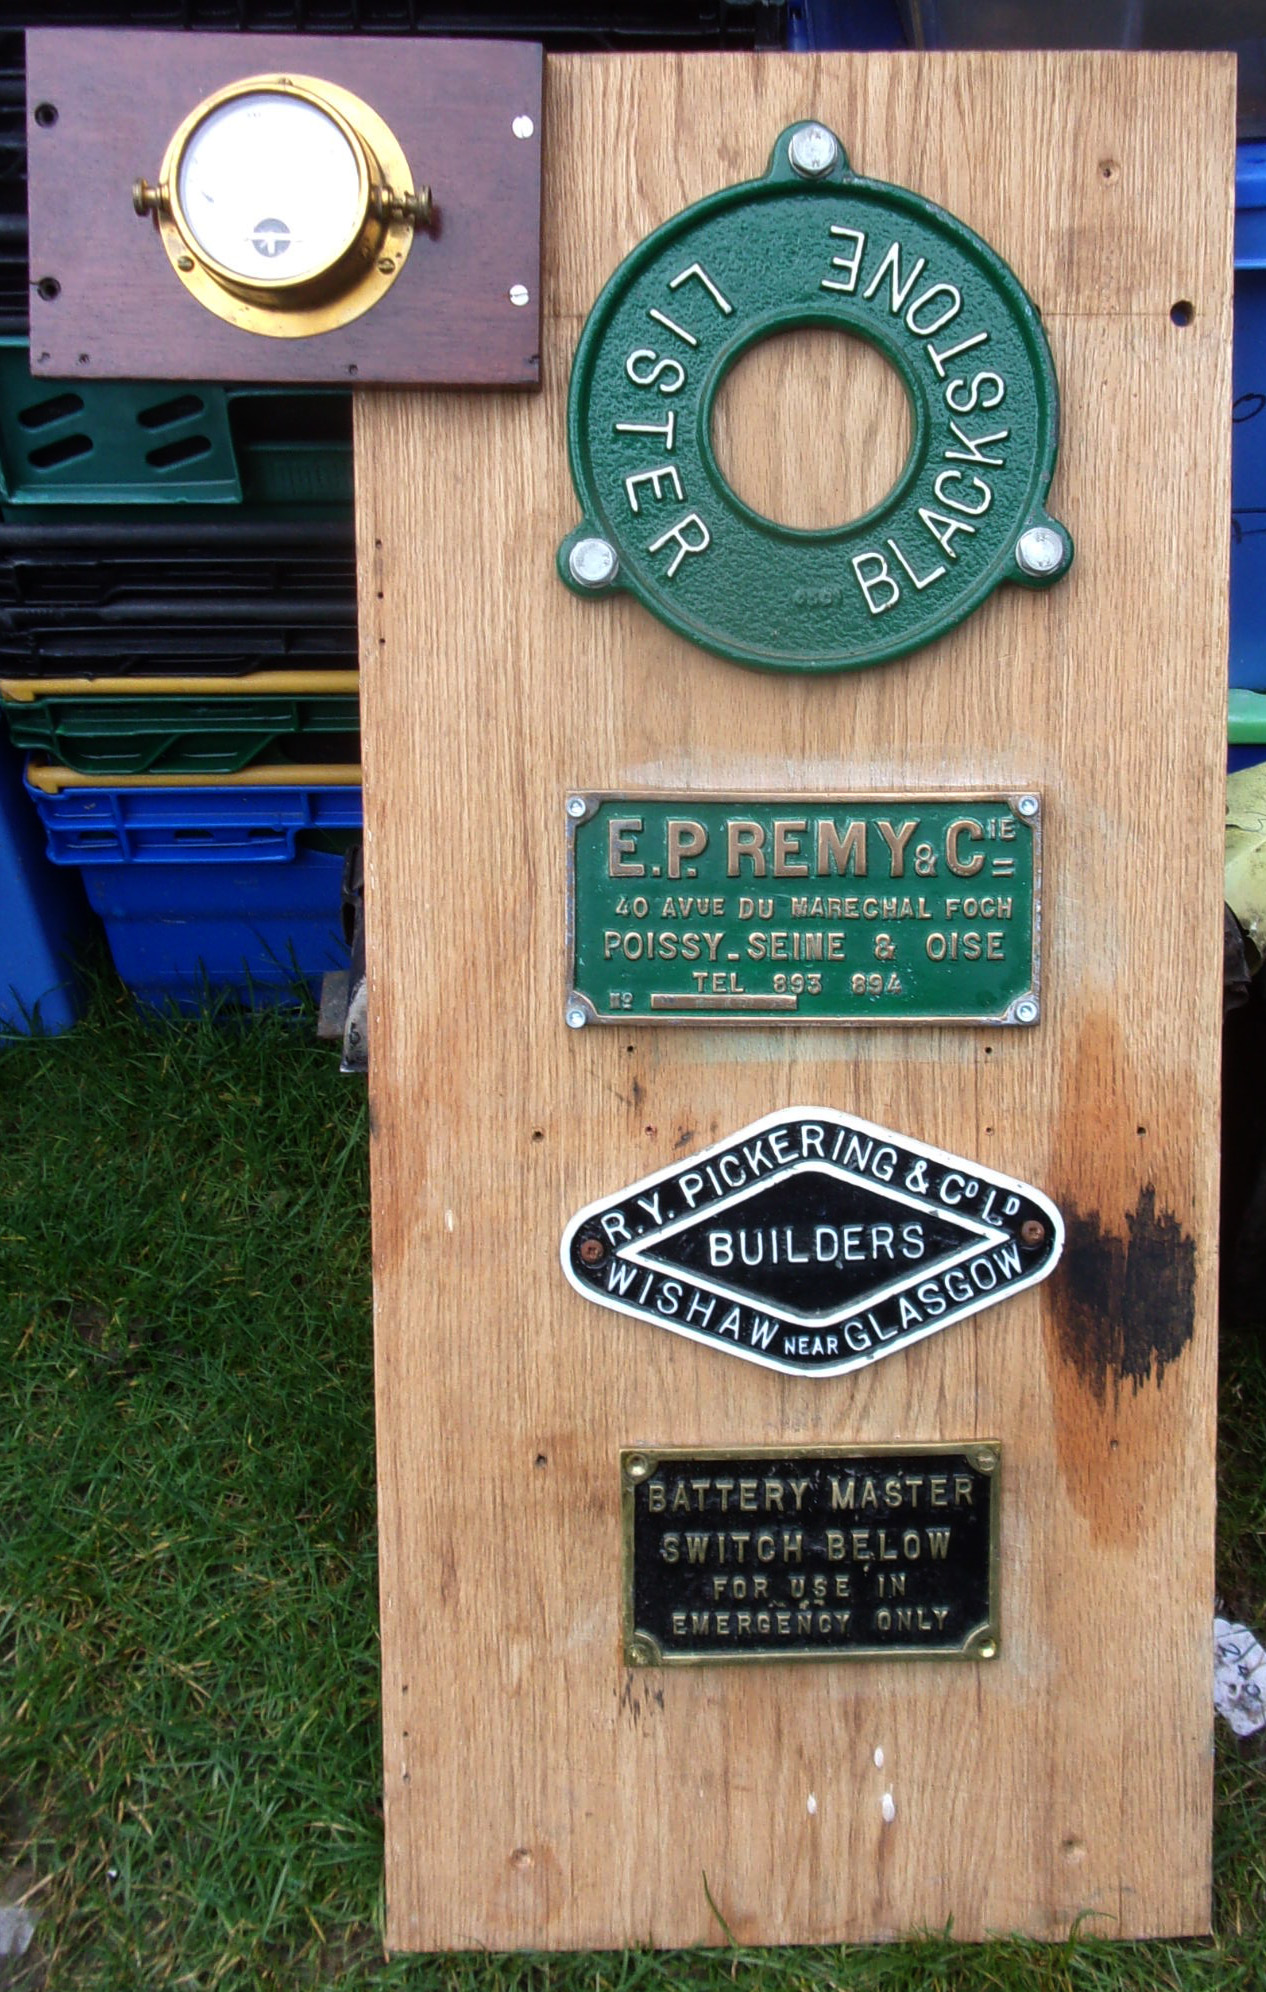 LISTER
BLACKSTONE
E.P. REMY & CIE
40 AVUE DU MARECHAL FOCH
POISSY_SEINE & OISE
TEL 893 894
No
R.Y. PICKERING & CO LD
BUILDERS
WISHAW NEAR GLASGOW
BATTERY MASTER
SWITCH BELOW
FOR USE IN
EMERGENCY ONLY